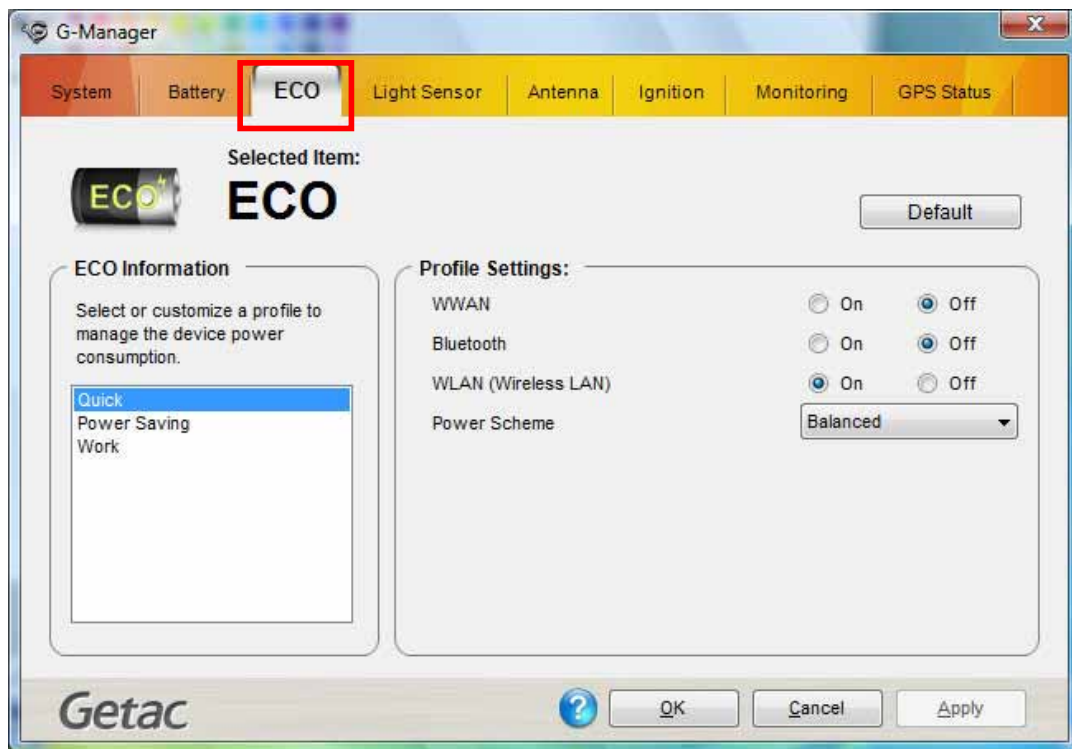 G-Manager
System Battery ECO Light Sensor Antenna Ignition Monitoring GPS Status
ECO
Selected Item:
ECO
Default
ECO Information
Select or customize a profile to
manage the device power
consumption.
Quick
Power Saving
Work
Profile Settings:
WWAN On Off
Bluetooth On Off
WLAN (Wireless LAN) On Off
Power Scheme Balanced
Getac
? OK Cancel Apply